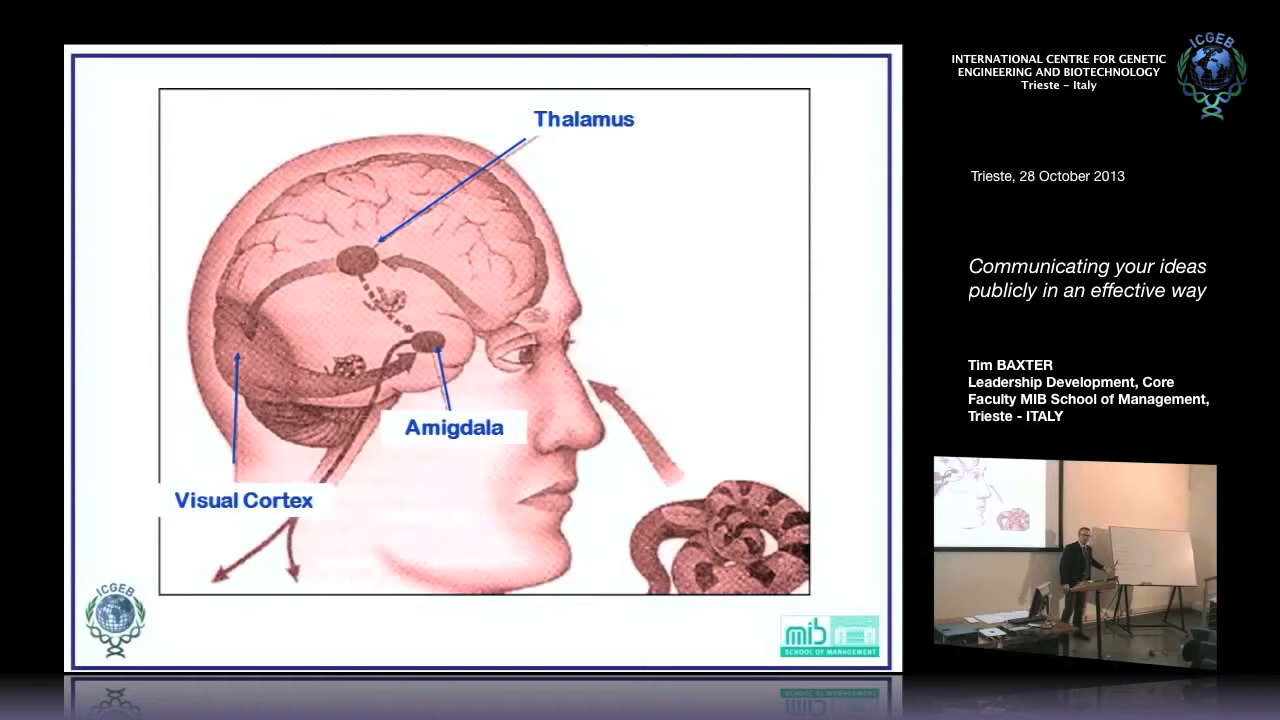 Thalamus
Amigdala
Visual Cortex
ICGEB
mib
SCHOOL OF MANAGEMENT
INTERNATIONAL CENTRE FOR GENETIC
ENGINEERING AND BIOTECHNOLOGY
Trieste - Italy
ICGEB
Trieste, 28 October 2013
Communicating your ideas
publicly in an effective way
Tim BAXTER
Leadership Development, Core
Faculty MIB School of Management,
Trieste - ITALY